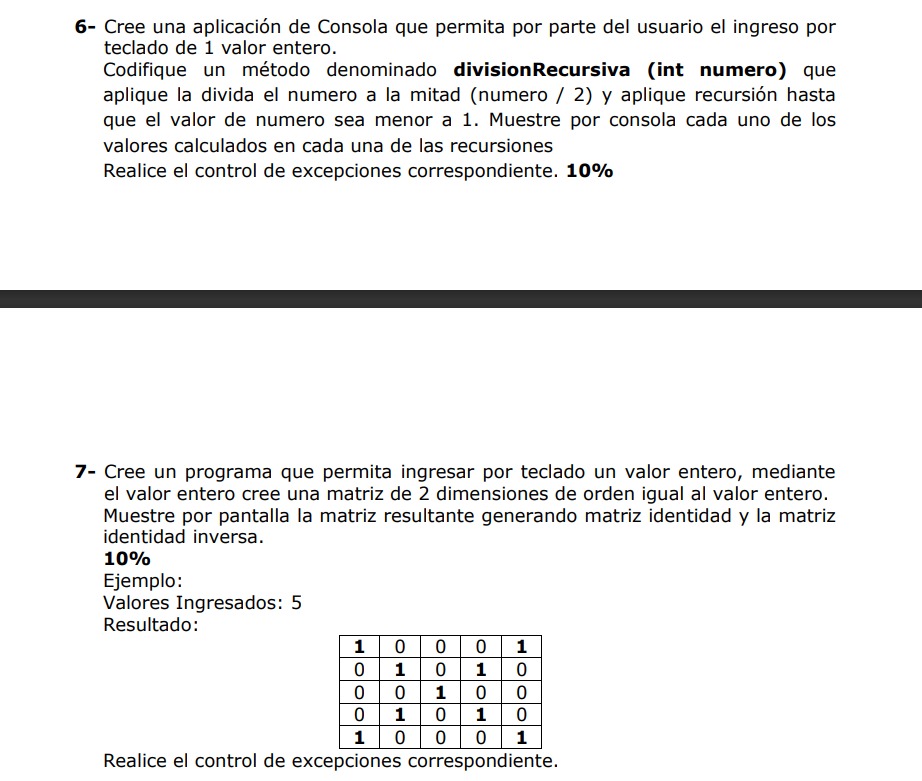 6- Cree una aplicación de Consola que permita por parte del usuario el ingreso por
teclado de 1 valor entero.
Codifique un método denominado divisionRecursiva (int numero) que
aplique la divida el numero a la mitad (numero / 2) y aplique recursión hasta
que el valor de numero sea menor a 1. Muestre por consola cada uno de los
valores calculados en cada una de las recursiones
Realice el control de excepciones correspondiente. 10%
7- Cree un programa que permita ingresar por teclado un valor entero, mediante
el valor entero cree una matriz de 2 dimensiones de orden igual al valor entero.
Muestre por pantalla la matriz resultante generando matriz identidad y la matriz
identidad inversa.
10%
Ejemplo:
Valores Ingresados: 5
Resultado:
1 0 0 0 1
0 1 0 1 0
0 0 1 0 0
0 1 0 1 0
1 0 0 0 1
Realice el control de excepciones correspondiente.